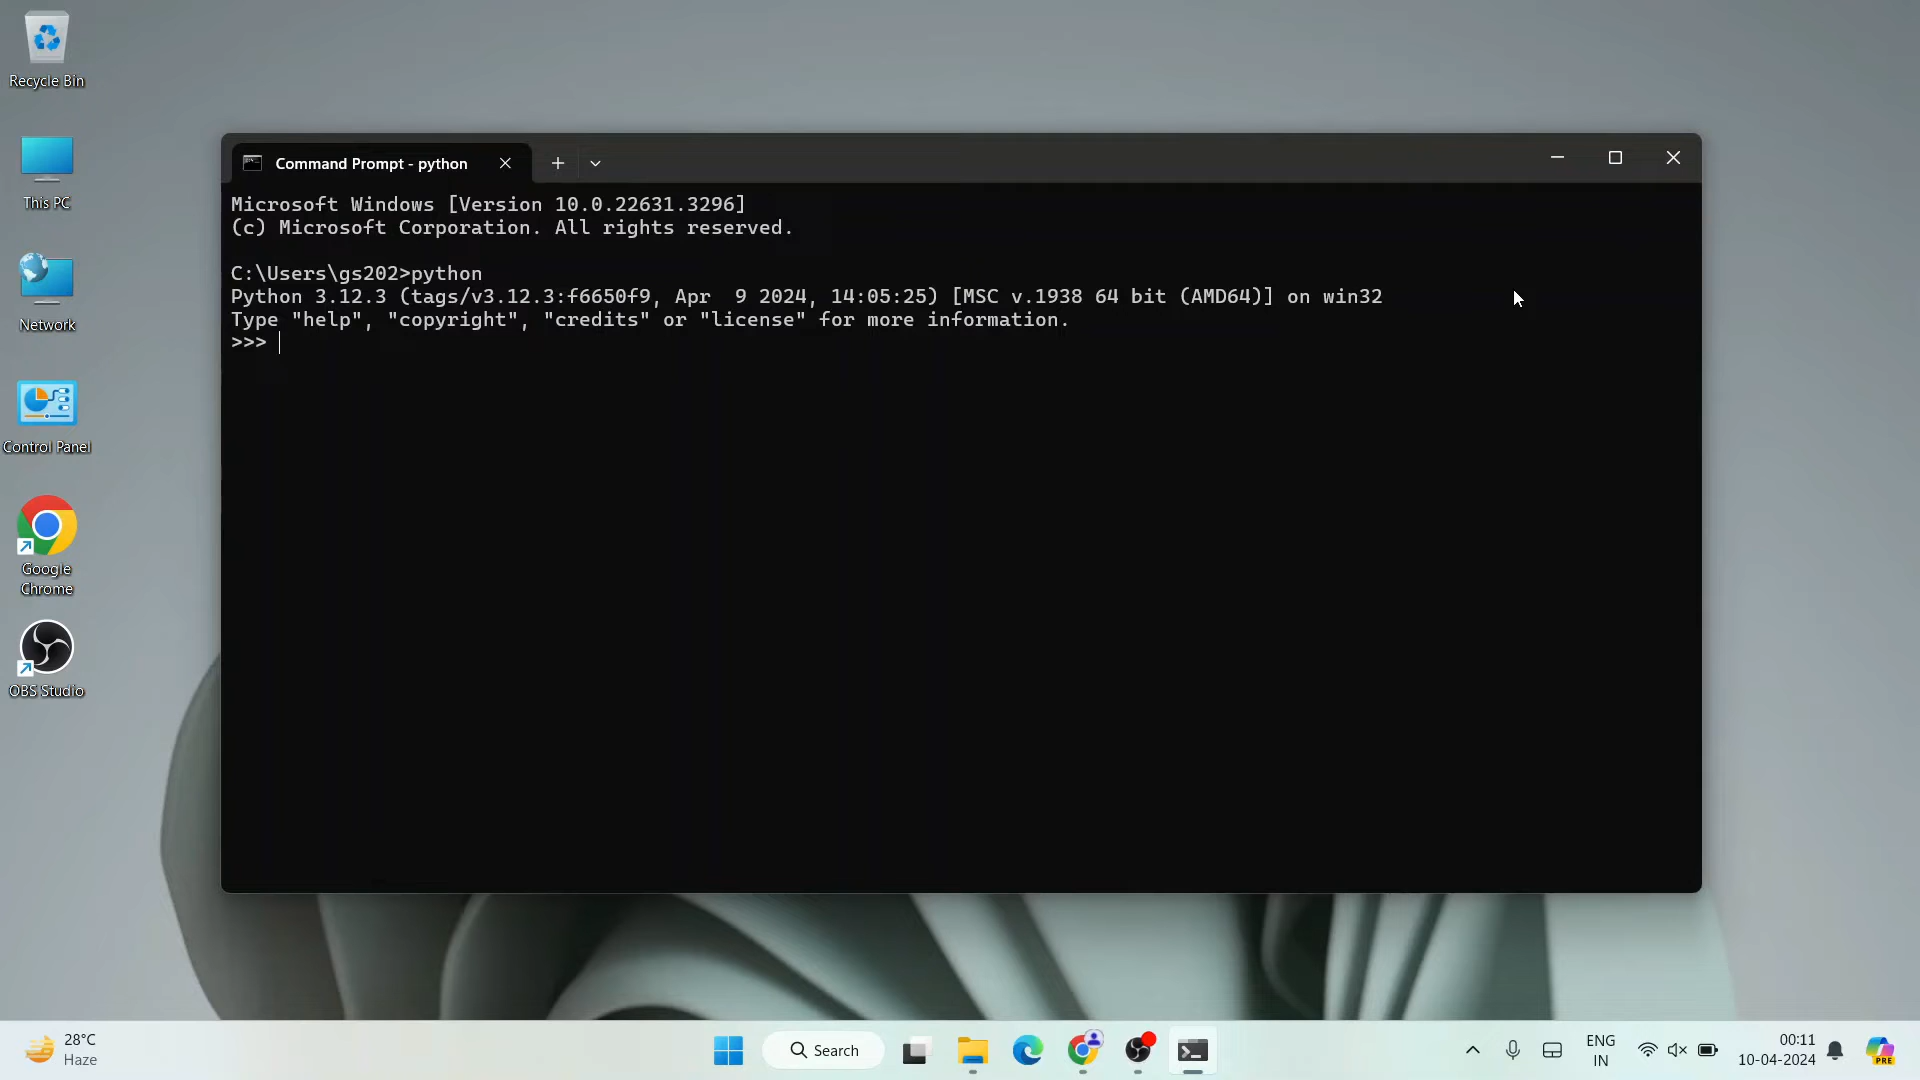 Recycle Bin
This PC
Network
Control Panel
Google
Chrome
OBS Studio
Command Prompt - python
Microsoft Windows [Version 10.0.22631.3296]
(c) Microsoft Corporation. All rights reserved.
C:\Users\gs202>python
Python 3.12.3 (tags/v3.12.3:f6650f9, Apr  9 2024, 14:05:25) [MSC v.1938 64 bit (AMD64)] on win32
Type "help", "copyright", "credits" or "license" for more information.
>>>
28°C
Haze
Search
ENG
IN
00:11
10-04-2024
PRE